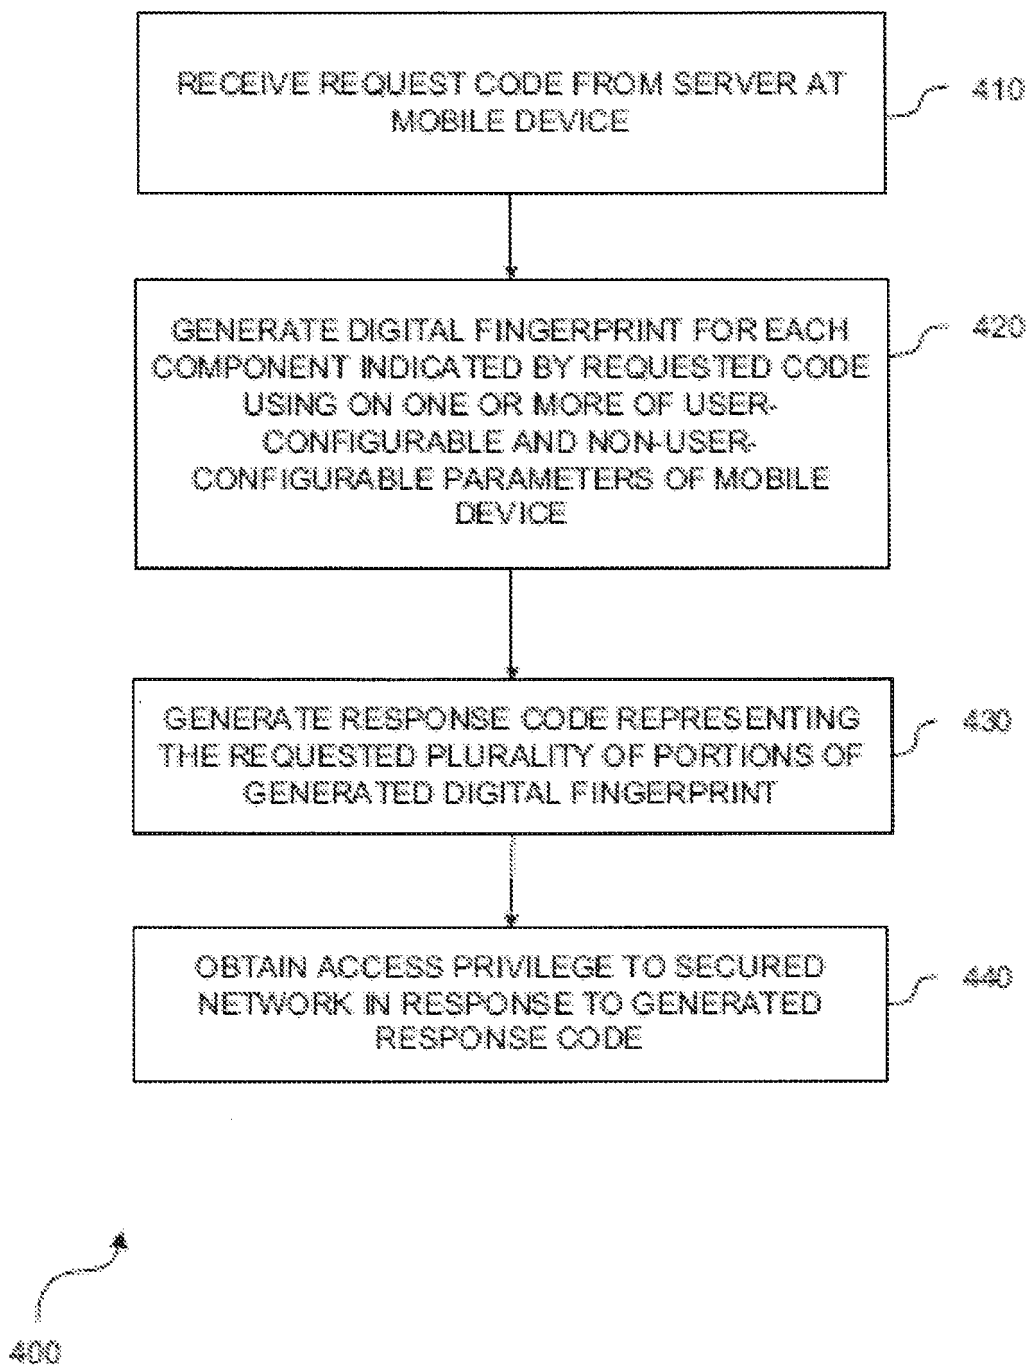 RECEIVE REQUEST CODE FROM SERVER AT
MOBILE DEVICE
410
GENERATE DIGITAL FINGERPRINT FOR EACH
COMPONENT INDICATED BY REQUESTED CODE
USING ON ONE OR MORE OF USER-
CONFIGURABLE AND NON-USER-
CONFIGURABLE PARAMETERS OF MOBILE
DEVICE
420
GENERATE RESPONSE CODE REPRESENTING
THE REQUESTED PLURALITY OF PORTIONS OF
GENERATED DIGITAL FINGERPRINT
430
OBTAIN ACCESS PRIVILEGE TO SECURED
NETWORK IN RESPONSE TO GENERATED
RESPONSE CODE
440
400